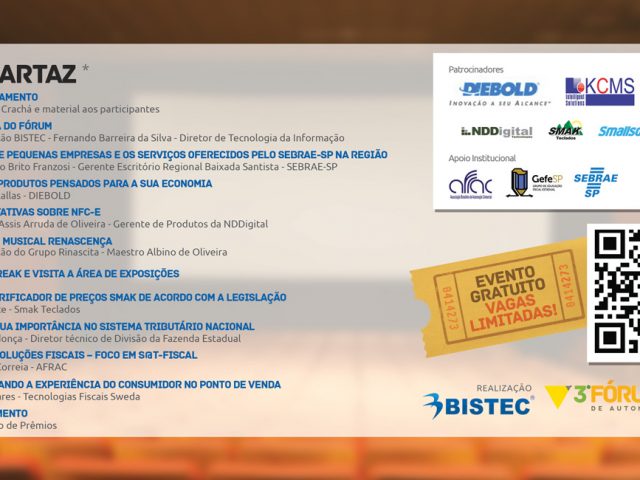 ARTAZ *
AMENTO
Crachá e material aos participantes
A DO FÓRUM
ão BISTEC - Fernando Barreira da Silva - Diretor de Tecnologia da Informação
E PEQUENAS EMPRESAS E OS SERVIÇOS OFERECIDOS PELO SEBRAE-SP NA REGIÃO
o Brito Franzosi - Gerente Escritório Regional Baixada Santista - SEBRAE-SP
PRODUTOS PENSADOS PARA A SUA ECONOMIA
allas - DIEBOLD
ATIVAS SOBRE NFC-E
Assis Arruda de Oliveira - Gerente de Produtos da NDDigital
MUSICAL RENASCENÇA
ão do Grupo Rinascita - Maestro Albino de Oliveira
REAK E VISITA A ÁREA DE EXPOSIÇÕES
RIFICADOR DE PREÇOS SMAK DE ACORDO COM A LEGISLAÇÃO
te - Smak Teclados
UA IMPORTÂNCIA NO SISTEMA TRIBUTÁRIO NACIONAL
donça - Diretor técnico de Divisão da Fazenda Estadual
OLUÇÕES FISCAIS – FOCO EM S@T-FISCAL
Correia - AFRAC
ANDO A EXPERIÊNCIA DO CONSUMIDOR NO PONTO DE VENDA
ares - Tecnologias Fiscais Sweda
MENTO
o de Prêmios
Patrocinadores
DIEBOLD
INOVAÇÃO A SEU ALCANCE
KCMS
Intelligent
Solutions
NDDigital
SMAK
Teclados
Smallso
Apoio Institucional
afrac
GefeSP
SEBRAE
SP
EVENTO
GRATUITO
VAGAS
LIMITADAS!
8414273
8414273
REALIZAÇÃO
BISTEC®
3º FÓRU
DE AUTOM